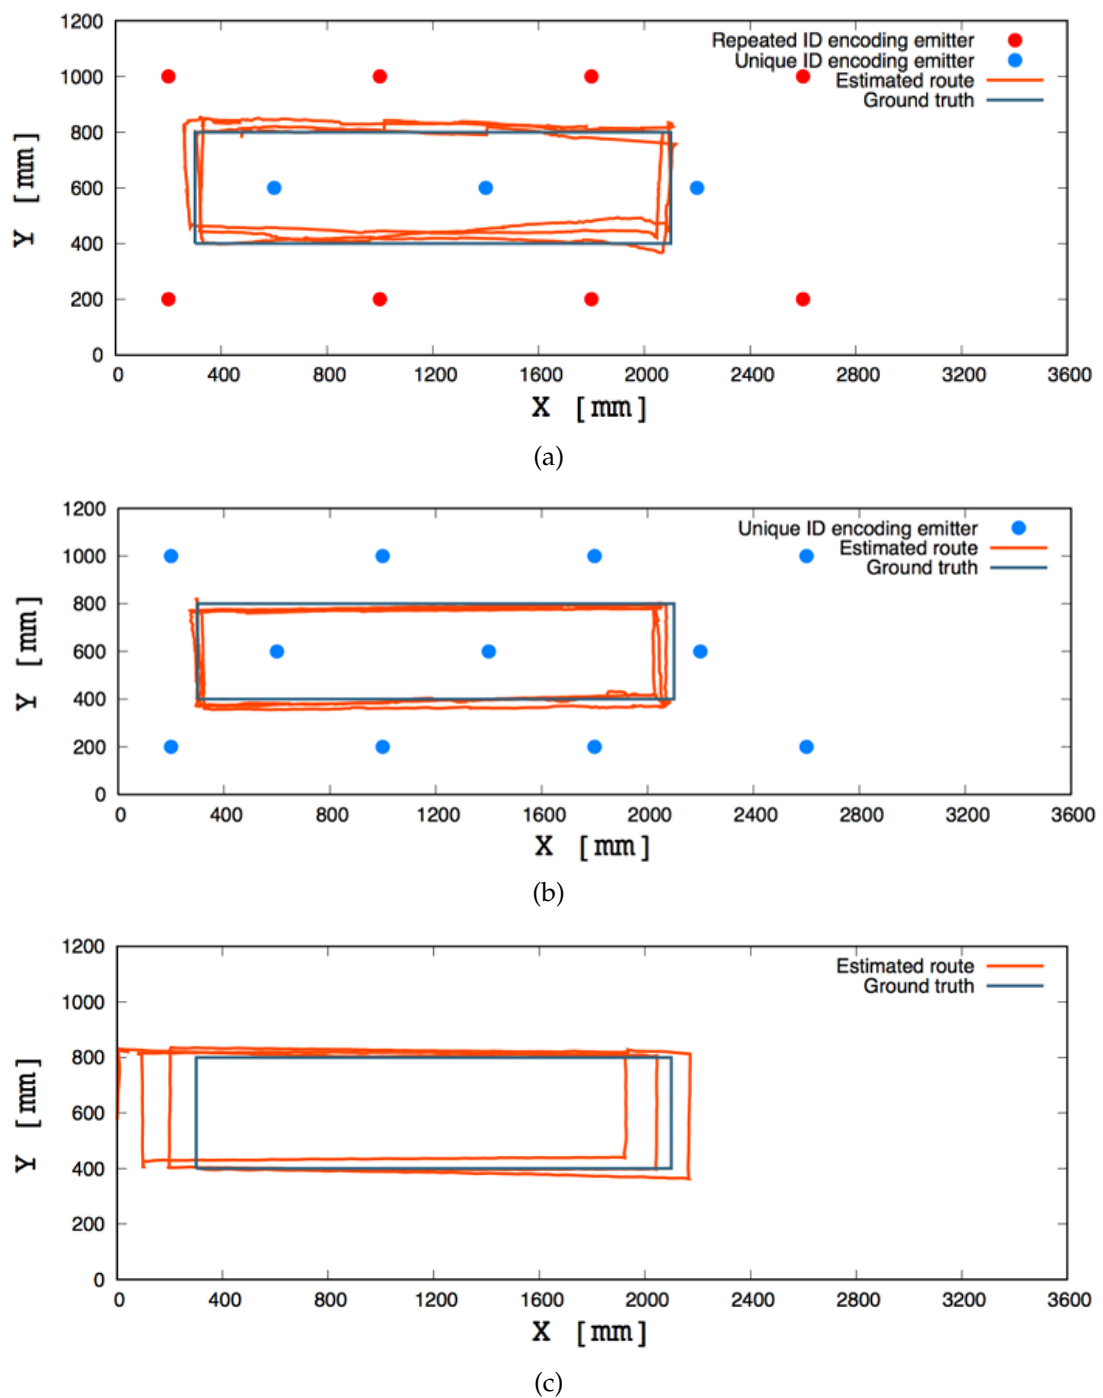 1200
Repeated ID encoding emitter
Unique ID encoding emitter
1000
Estimated route
Ground truth
800
600
400
200
0
Y [mm]
0 400 800 1200 1600 2000 2400 2800 3200 3600
X [mm]
(a)
1200
Unique ID encoding emitter
1000
Estimated route
Ground truth
800
600
400
200
0
Y [mm]
0 400 800 1200 1600 2000 2400 2800 3200 3600
X [mm]
(b)
1200
Estimated route
Ground truth
1000
800
600
400
200
0
Y [mm]
0 400 800 1200 1600 2000 2400 2800 3200 3600
X [mm]
(c)